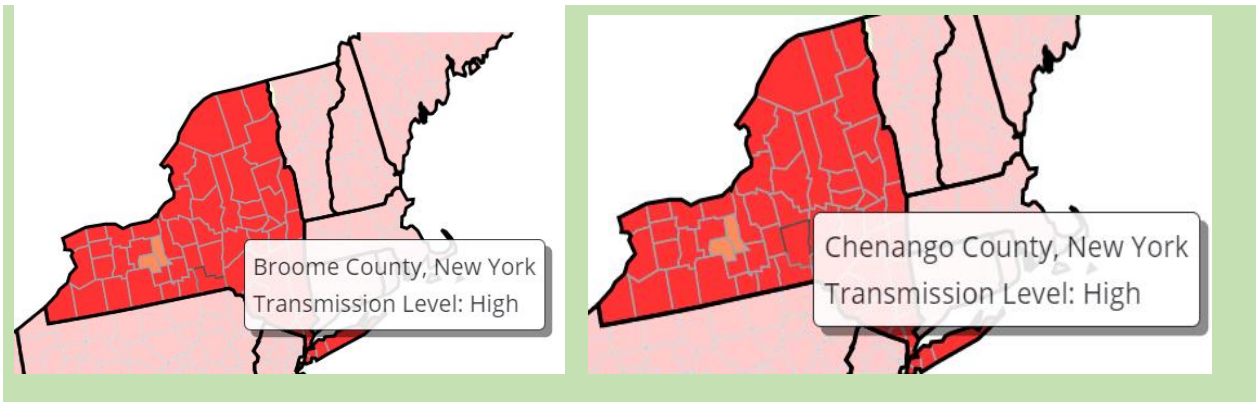 Broome County, New York
Transmission Level: High
Chenango County, New York
Transmission Level: High